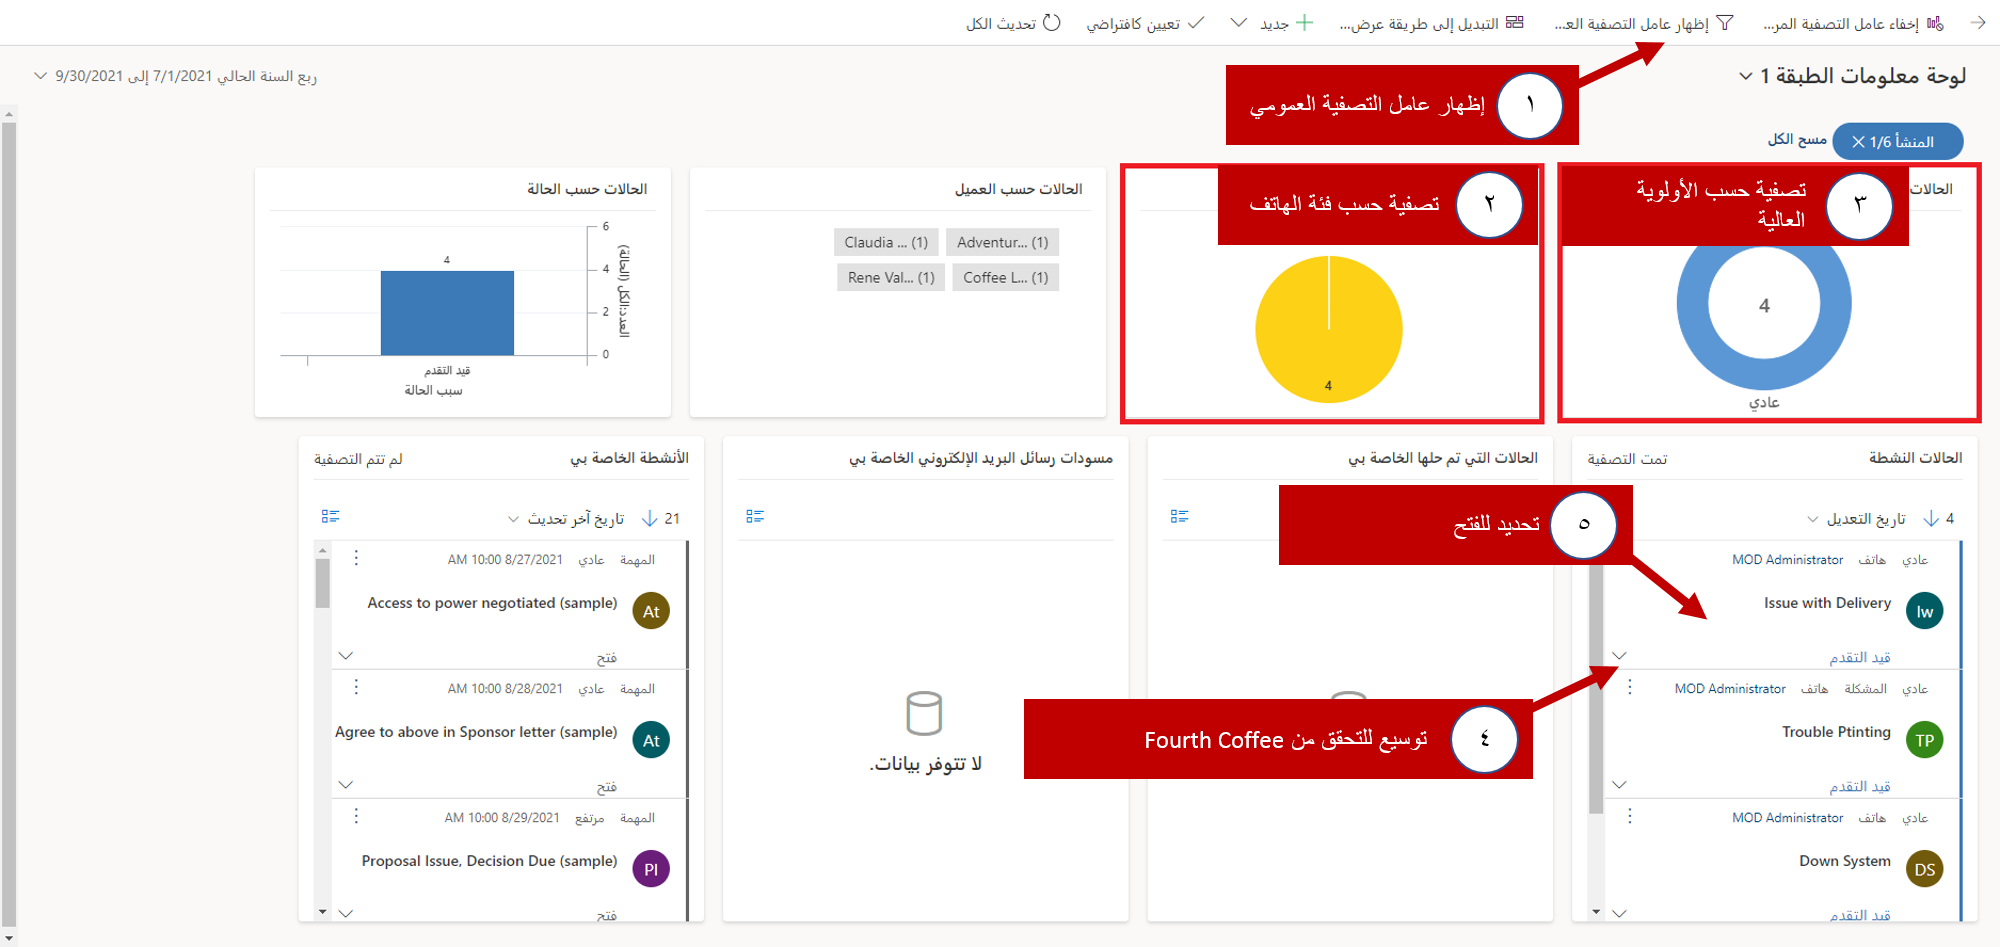 إخفاء عامل التصفية المر...
إظهار عامل التصفية العـ...
التبديل إلى طريقة عرض...
جديد
تعيين كافتراضي
تحديث الكل
لوحة معلومات الطبقة 1
ربع السنة الحالي 7/1/2021 إلى 9/30/2021
١
إظهار عامل التصفية العمومي
المنشأ 1/6
مسح الكل
الحالات
٣
تصفية حسب الأولوية
العالية
4
عادي
٢
تصفية حسب فئة الهاتف
4
الحالات حسب العميل
Claudia ... (1)
Adventur... (1)
Rene Val... (1)
Coffee L... (1)
الحالات حسب الحالة
6
4
2
0
العدد:الكل (الحالة)
4
قيد التقدم
سبب الحالة
الحالات النشطة
تمت التصفية
4
تاريخ التعديل
٥
تحديد للفتح
عادي هاتف MOD Administrator
Iw
Issue with Delivery
قيد التقدم
عادي المشكلة هاتف MOD Administrator
TP
Trouble Ptinting
قيد التقدم
عادي هاتف MOD Administrator
DS
Down System
قيد التقدم
الحالات التي تم حلها الخاصة بي
٤
توسيع للتحقق من Fourth Coffee
مسودات رسائل البريد الإلكتروني الخاصة بي
لا تتوفر بيانات.
الأنشطة الخاصة بي
لم تتم التصفية
21
تاريخ آخر تحديث
المهمة عادي 8/27/2021 10:00 AM
At
Access to power negotiated (sample)
فتح
المهمة عادي 8/28/2021 10:00 AM
At
Agree to above in Sponsor letter (sample)
فتح
المهمة مرتفع 8/29/2021 10:00 AM
PI
Proposal Issue, Decision Due (sample)
فتح